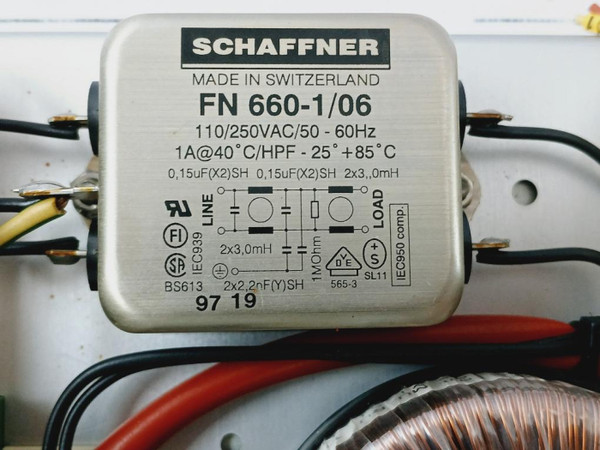 SCHAFFNER
MADE IN SWITZERLAND
FN 660-1/06
110/250VAC/50 - 60Hz
1A@40°C/HPF - 25°+85°C
0,15uF(X2)SH 0,15uF(X2)SH 2x3,,0mH
LINE
LOAD
IEC939
2x3,0mH
1MOhm
IEC950 comp.
FI
SA
VDE
+S
BS613 2x2,2nF(Y)SH 565-3 SL11
97 19